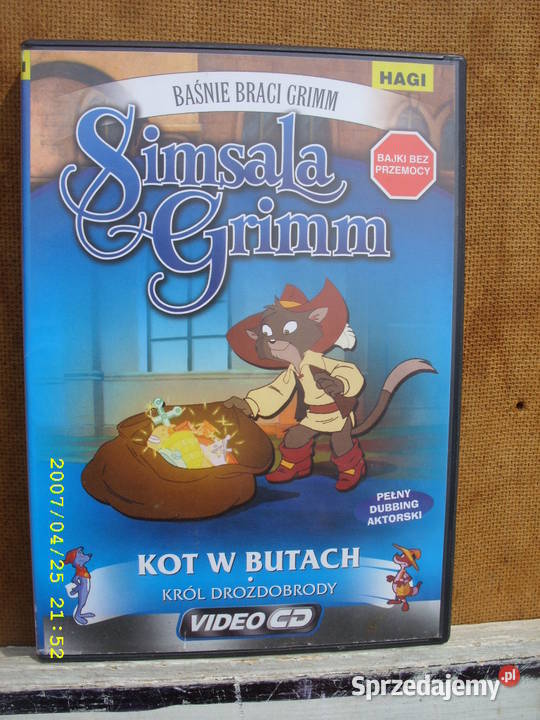 HAGI
BAŚNIE BRACI GRIMM
Simsala
Grimm
BAJKI BEZ
PRZEMOCY
PEŁNY
DUBBING
AKTORSKI
KOT W BUTACH
•
KRÓL DROZDOBRODY
VIDEO CD
2007/04/25 21:52
Sprzedajemy.pl